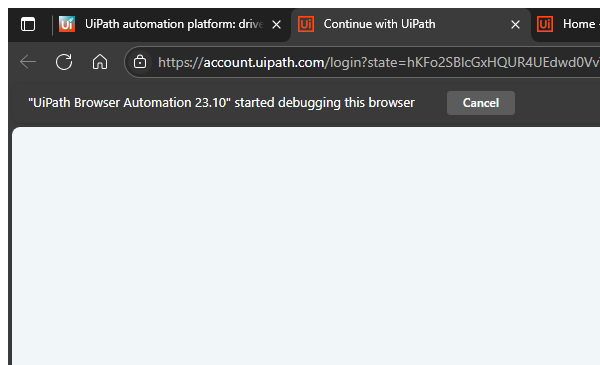 Ui UiPath automation platform: drive
Ui Continue with UiPath
Ui Home
https://account.uipath.com/login?state=hKFo2SBlcGxHQUR4UEdwd0Vv
"UiPath Browser Automation 23.10" started debugging this browser
Cancel